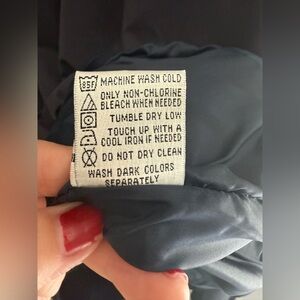 85F MACHINE WASH COLD
ONLY NON-CHLORINE
BLEACH WHEN NEEDED
TUMBLE DRY LOW
TOUCH UP WITH A
COOL IRON IF NEEDED
DO NOT DRY CLEAN
WASH DARK COLORS
SEPARATELY